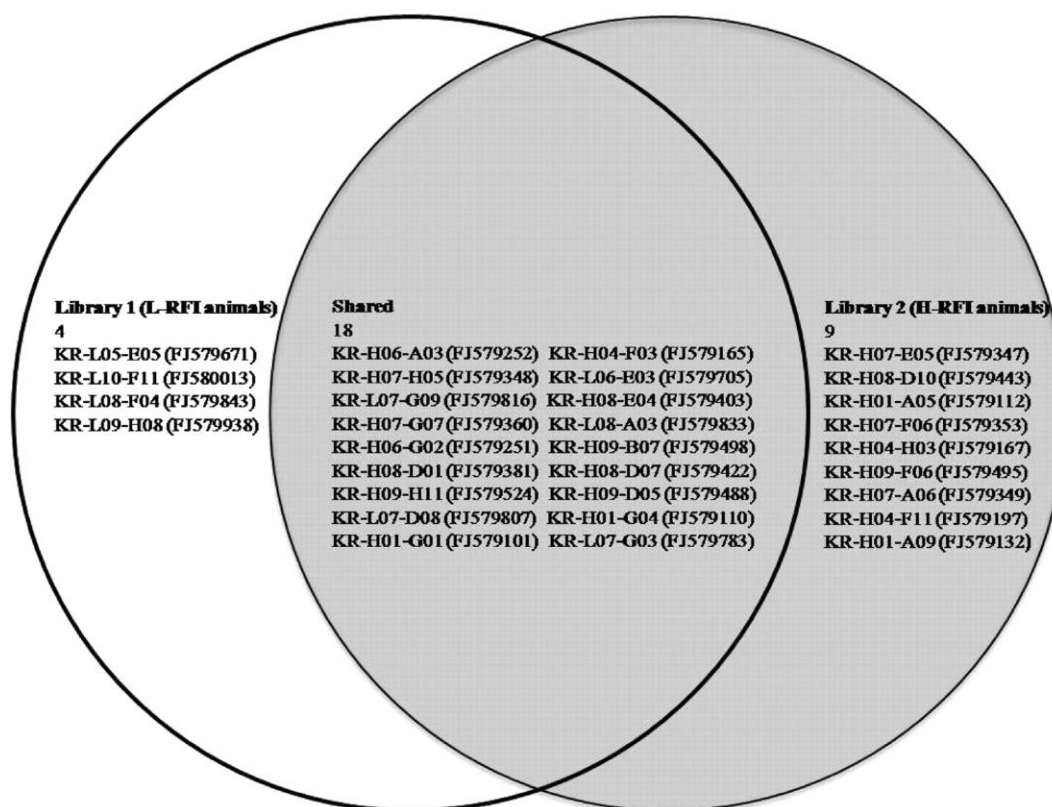 Library 1 (L-RFI animals)
4
KR-L05-E05 (FJ579671)
KR-L10-F11 (FJ580013)
KR-L08-F04 (FJ579843)
KR-L09-H08 (FJ579938)
Shared
18
KR-H06-A03 (FJ579252) KR-H04-F03 (FJ579165)
KR-H07-H05 (FJ579348) KR-L06-E03 (FJ579705)
KR-L07-G09 (FJ579816) KR-H08-E04 (FJ579403)
KR-H07-G07 (FJ579360) KR-L08-A03 (FJ579833)
KR-H06-G02 (FJ579251) KR-H09-B07 (FJ579498)
KR-H08-D01 (FJ579381) KR-H08-D07 (FJ579422)
KR-H09-H11 (FJ579524) KR-H09-D05 (FJ579488)
KR-L07-D08 (FJ579807) KR-H01-G04 (FJ579110)
KR-H01-G01 (FJ579101) KR-L07-G03 (FJ579783)
Library 2 (H-RFI animals)
9
KR-H07-E05 (FJ579347)
KR-H08-D10 (FJ579443)
KR-H01-A05 (FJ579112)
KR-H07-F06 (FJ579353)
KR-H04-H03 (FJ579167)
KR-H09-F06 (FJ579495)
KR-H07-A06 (FJ579349)
KR-H04-F11 (FJ579197)
KR-H01-A09 (FJ579132)